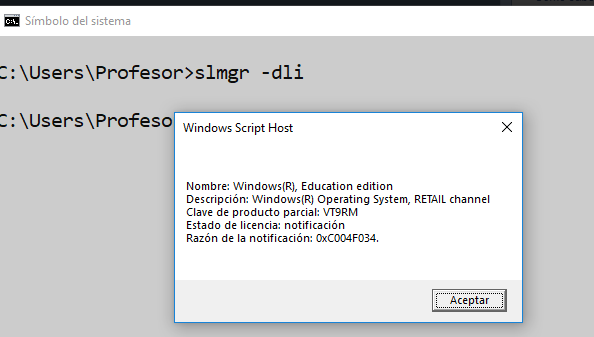 Símbolo del sistema
C:\Users\Profesor>slmgr -dli
C:\Users\Profeso
Windows Script Host
Nombre: Windows(R), Education edition
Descripción: Windows(R) Operating System, RETAIL channel
Clave de producto parcial: VT9RM
Estado de licencia: notificación
Razón de la notificación: 0xC004F034.
Aceptar